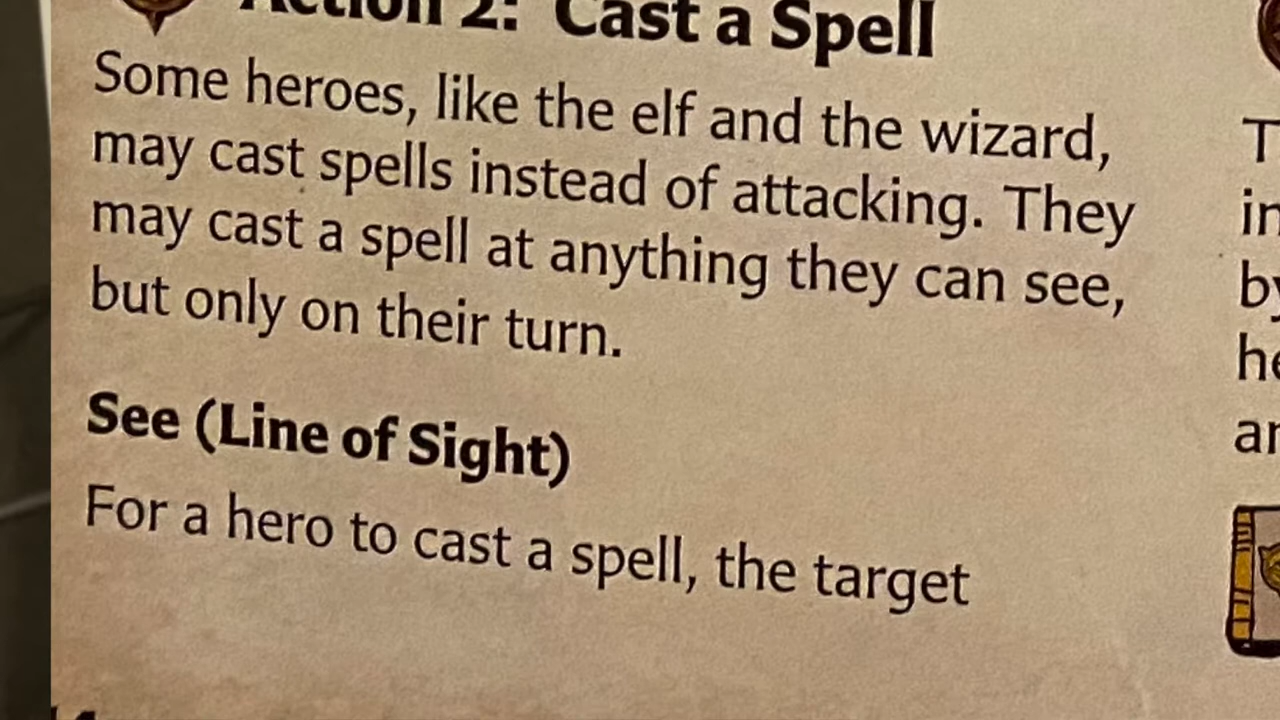 Action 2: Cast a Spell
Some heroes, like the elf and the wizard,
may cast spells instead of attacking. They
may cast a spell at anything they can see,
but only on their turn.
See (Line of Sight)
For a hero to cast a spell, the target